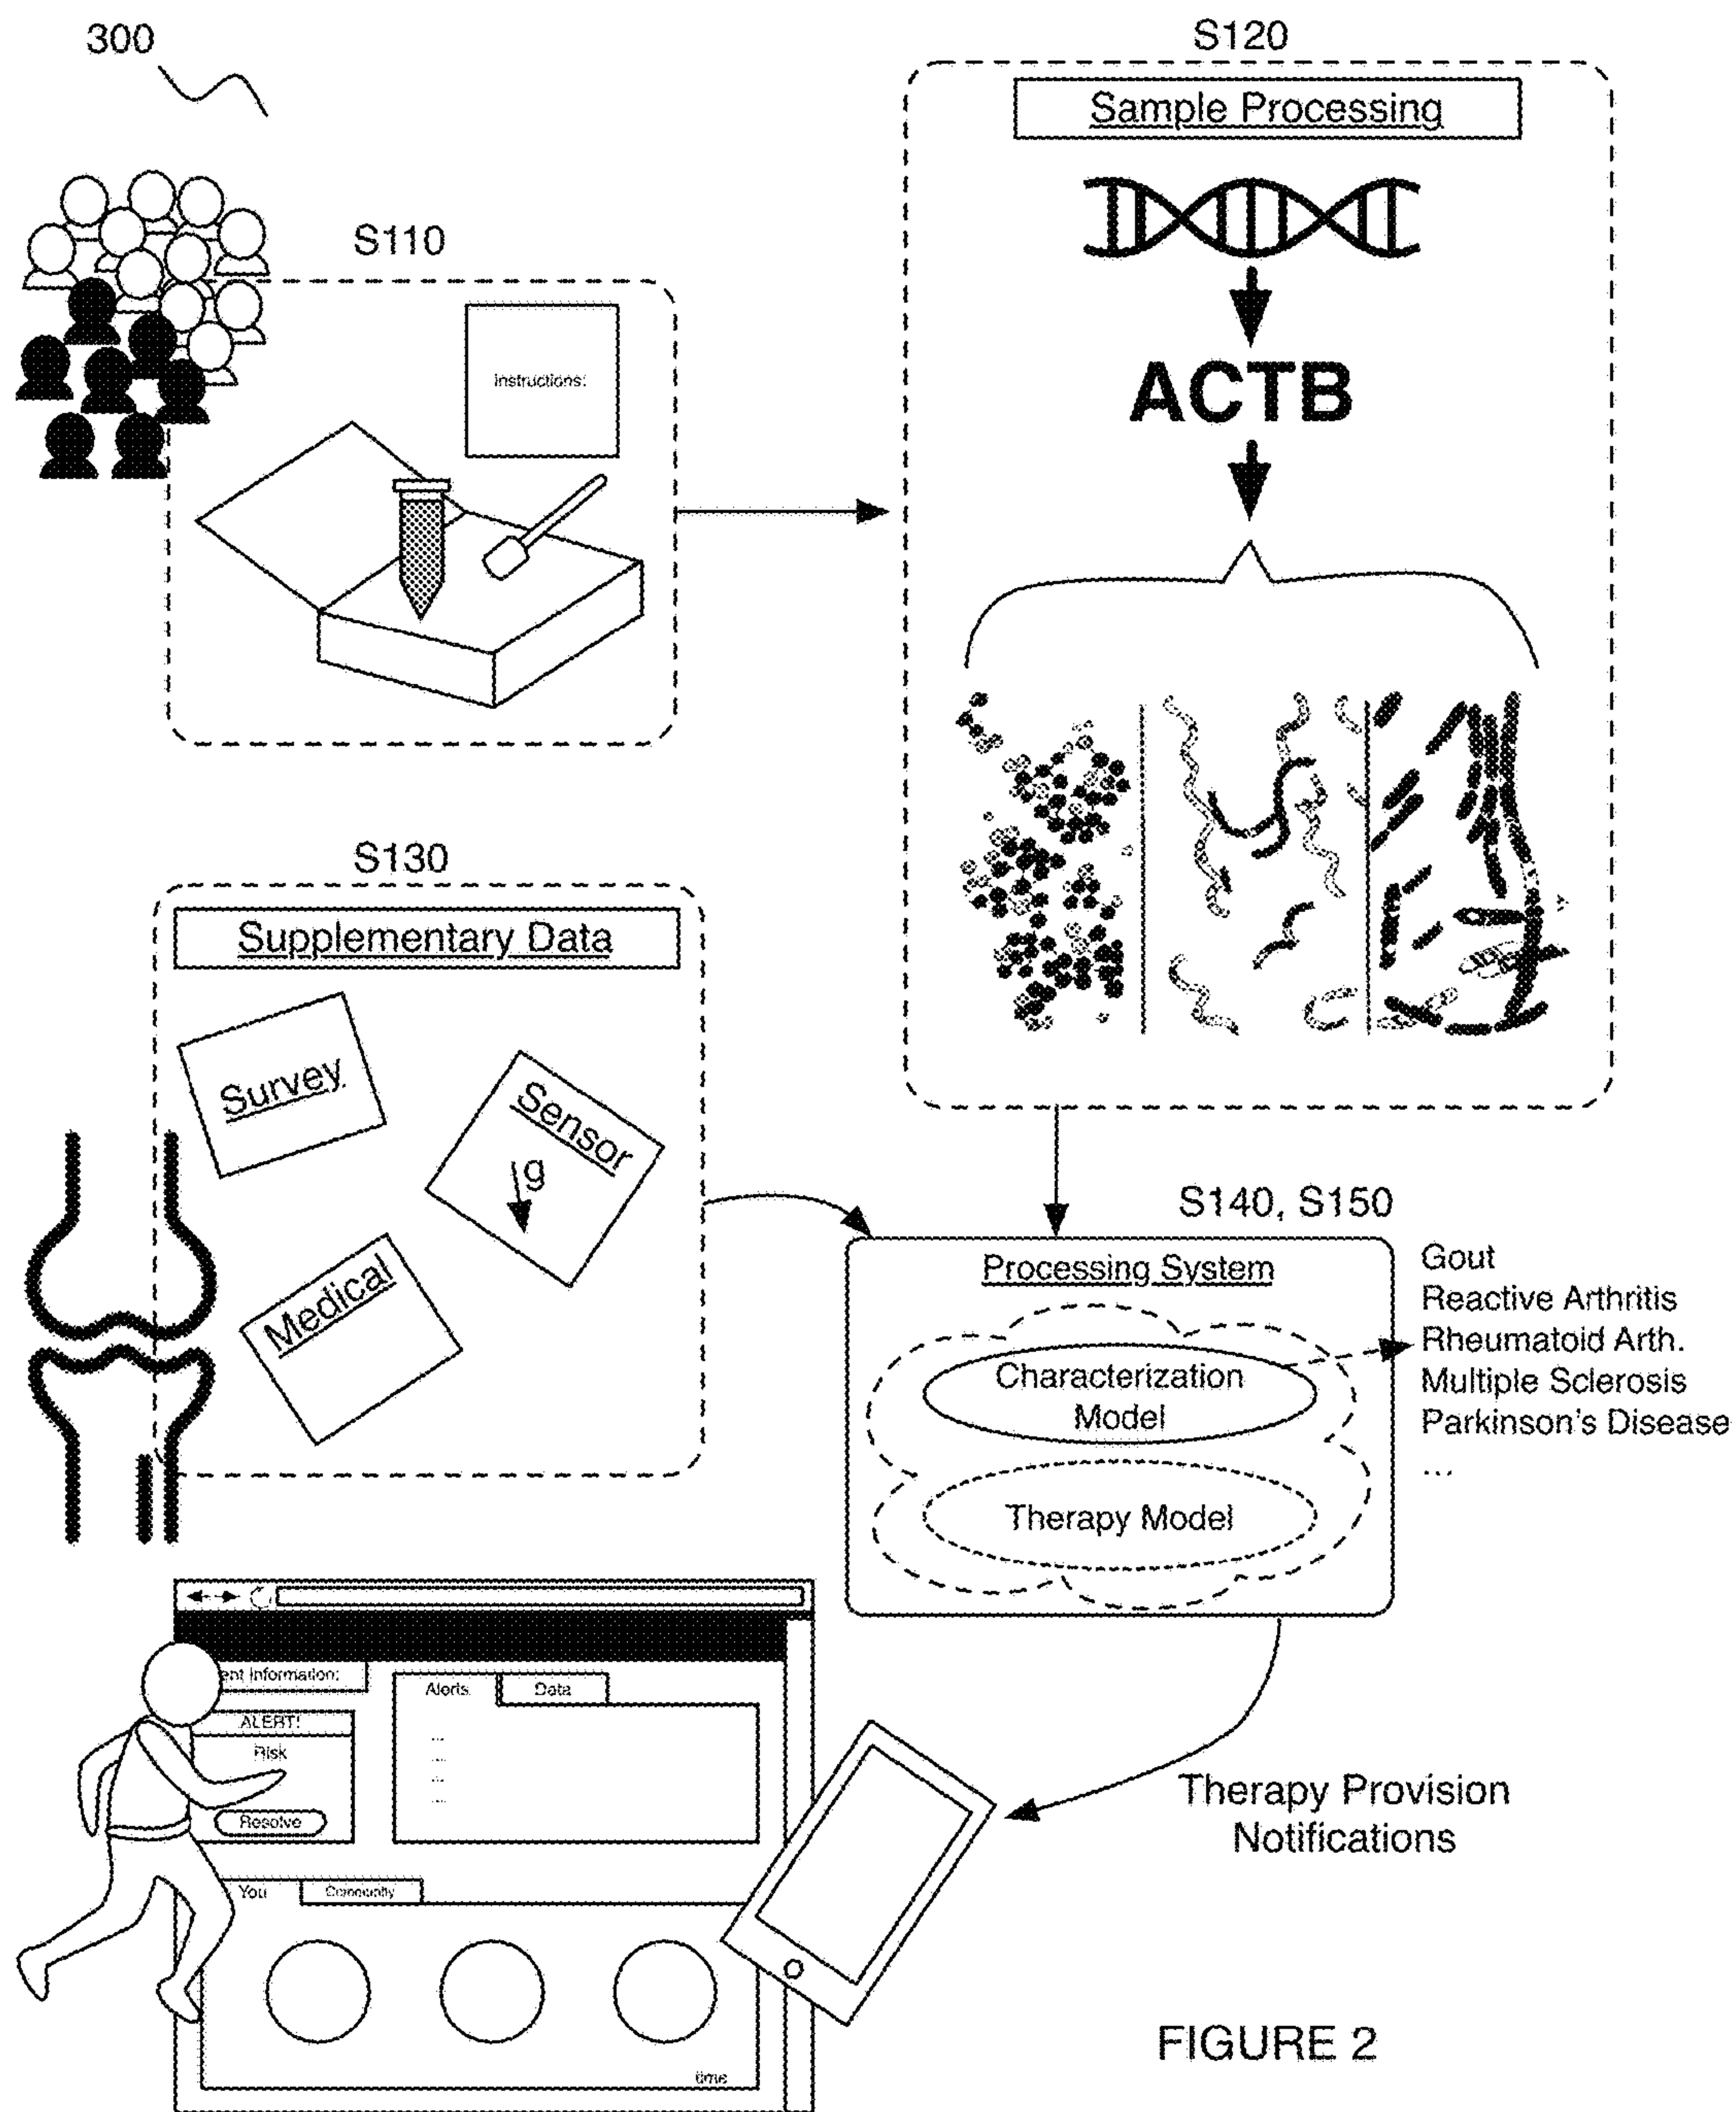 300
S110
Instructions:
S120
Sample Processing
ACTB
S130
Supplementary Data
Survey
Sensor
g
Medical
S140, S150
Processing System
Characterization
Model
Therapy Model
Gout
Reactive Arthritis
Rheumatoid Arth.
Multiple Sclerosis
Parkinson's Disease
...
ent Information:
ALERT!
Risk
Resolve
Alerts
Data
...
...
...
...
You
Community
time
Therapy Provision
Notifications
FIGURE 2